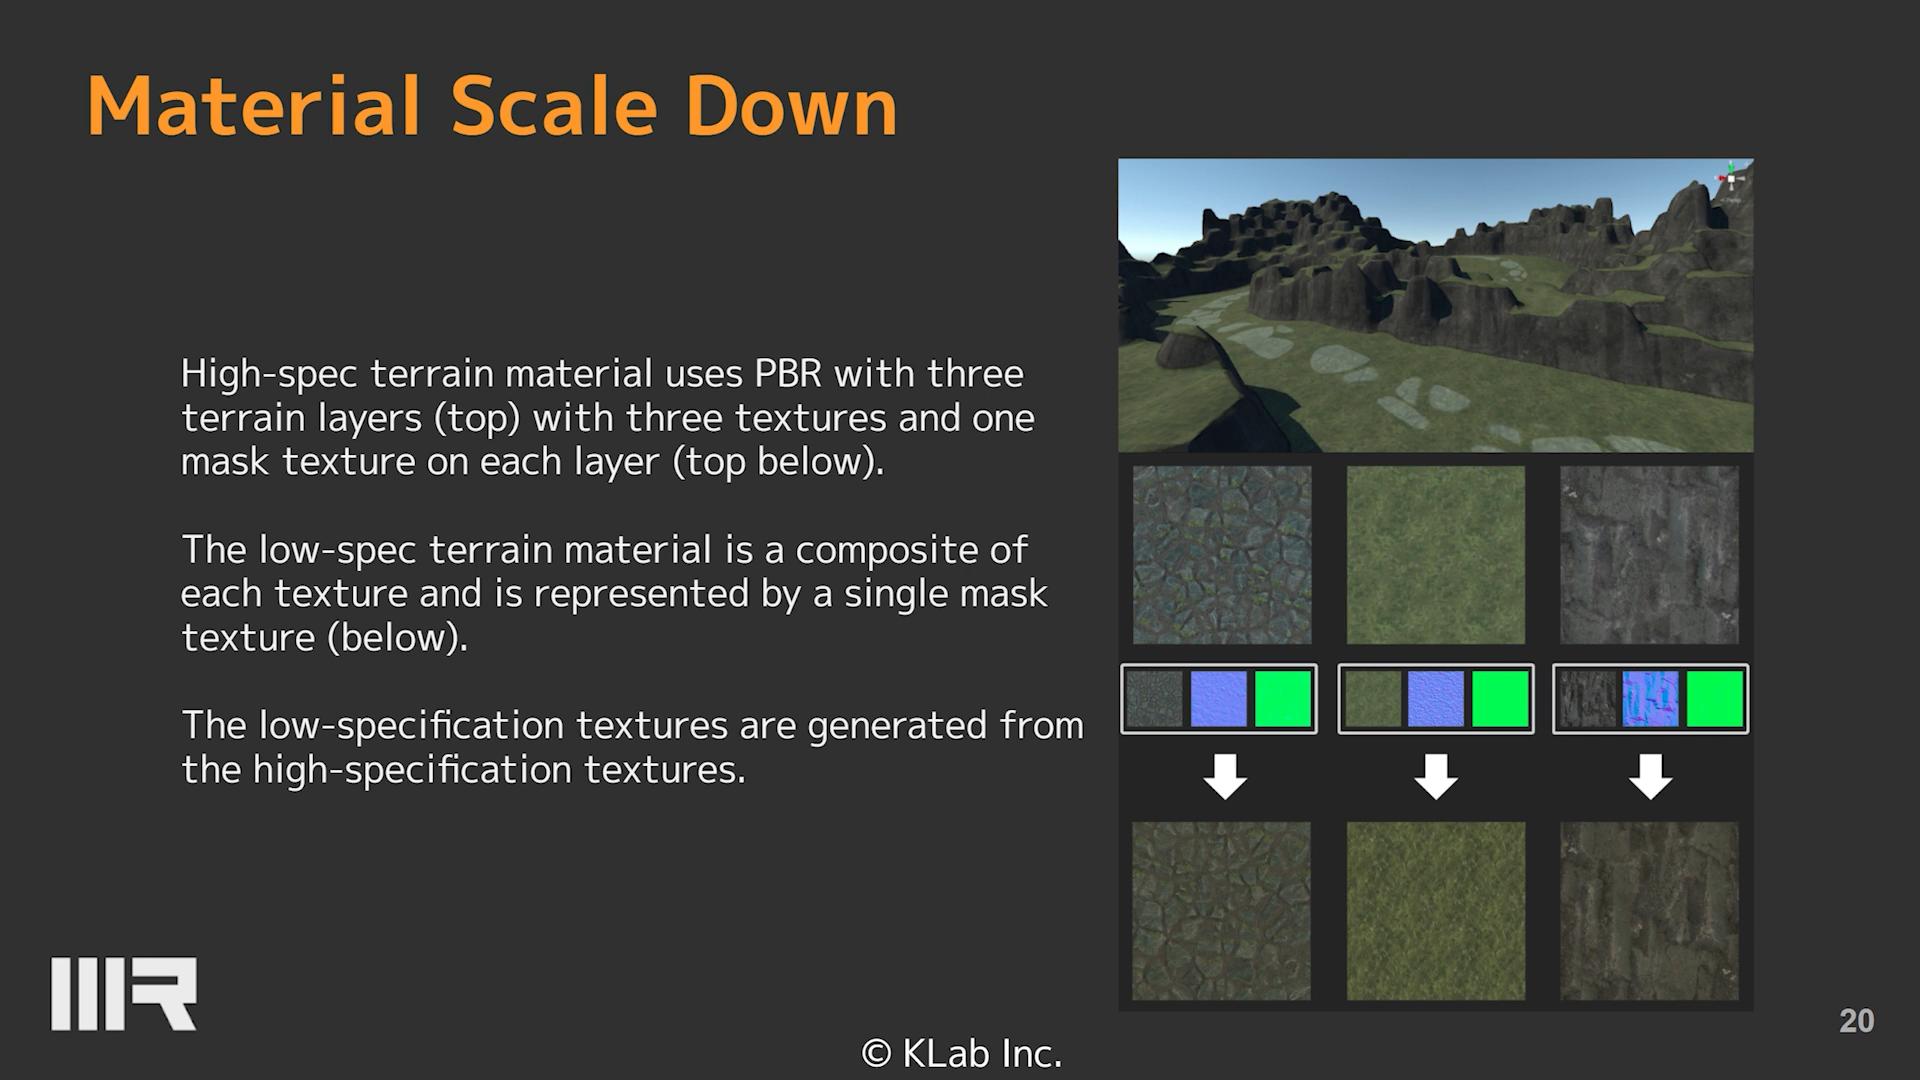 Material Scale Down
High-spec terrain material uses PBR with three
terrain layers (top) with three textures and one
mask texture on each layer (top below).
The low-spec terrain material is a composite of
each texture and is represented by a single mask
texture (below).
The low-specification textures are generated from
the high-specification textures.
20
© KLab Inc.